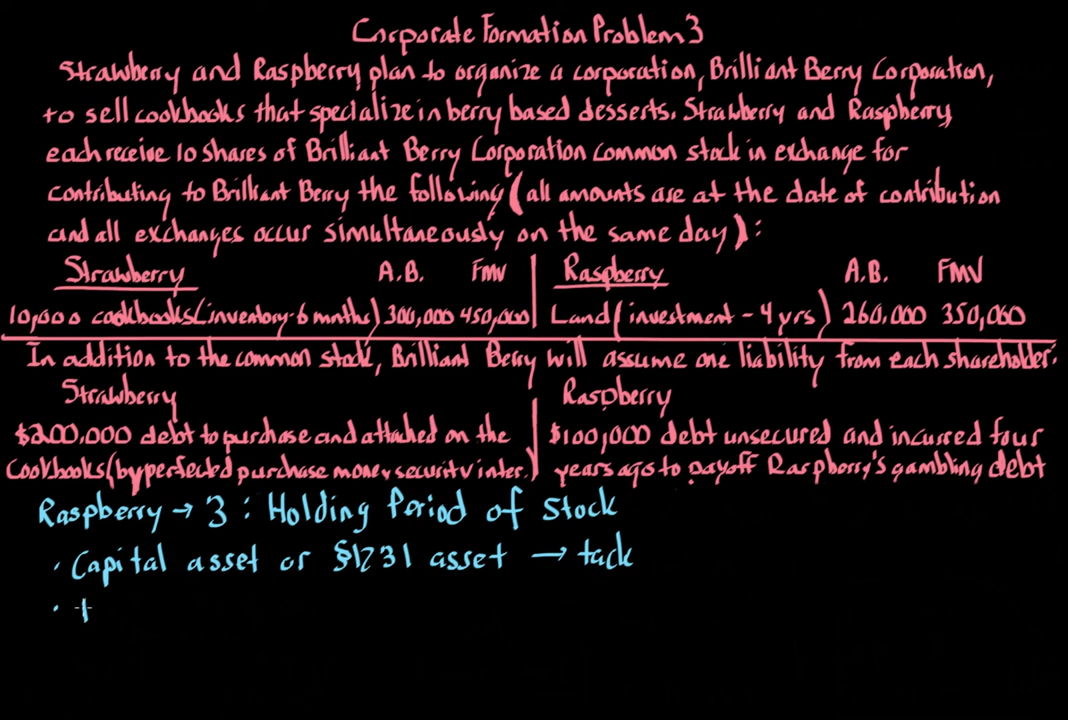 Corporate Formation Problem 3
Strawberry and Raspberry plan to organize a corporation, Brilliant Berry Corporation,
to sell cookbooks that specialize in berry based desserts. Strawberry and Raspberry
each receive 10 shares of Brilliant Berry Corporation common stock in exchange for
contributing to Brilliant Berry the following (all amounts are at the date of contribution
and all exchanges occur simultaneously on the same day):
Strawberry A.B. FMV Raspberry A.B. FMV
10,000 cookbooks (inventory-6 months) 300,000 450,000 Land (investment - 4 yrs) 260,000 350,000
In addition to the common stock, Brilliant Berry will assume one liability from each shareholder:
Strawberry Raspberry
$200,000 debt to purchase and attached on the $100,000 debt unsecured and incurred four
cookbooks (by perfected purchase money security inter.) years ago to payoff Raspberry's gambling debt
Raspberry → 3: Holding Period of Stock
· Capital asset or §1231 asset → tack
·